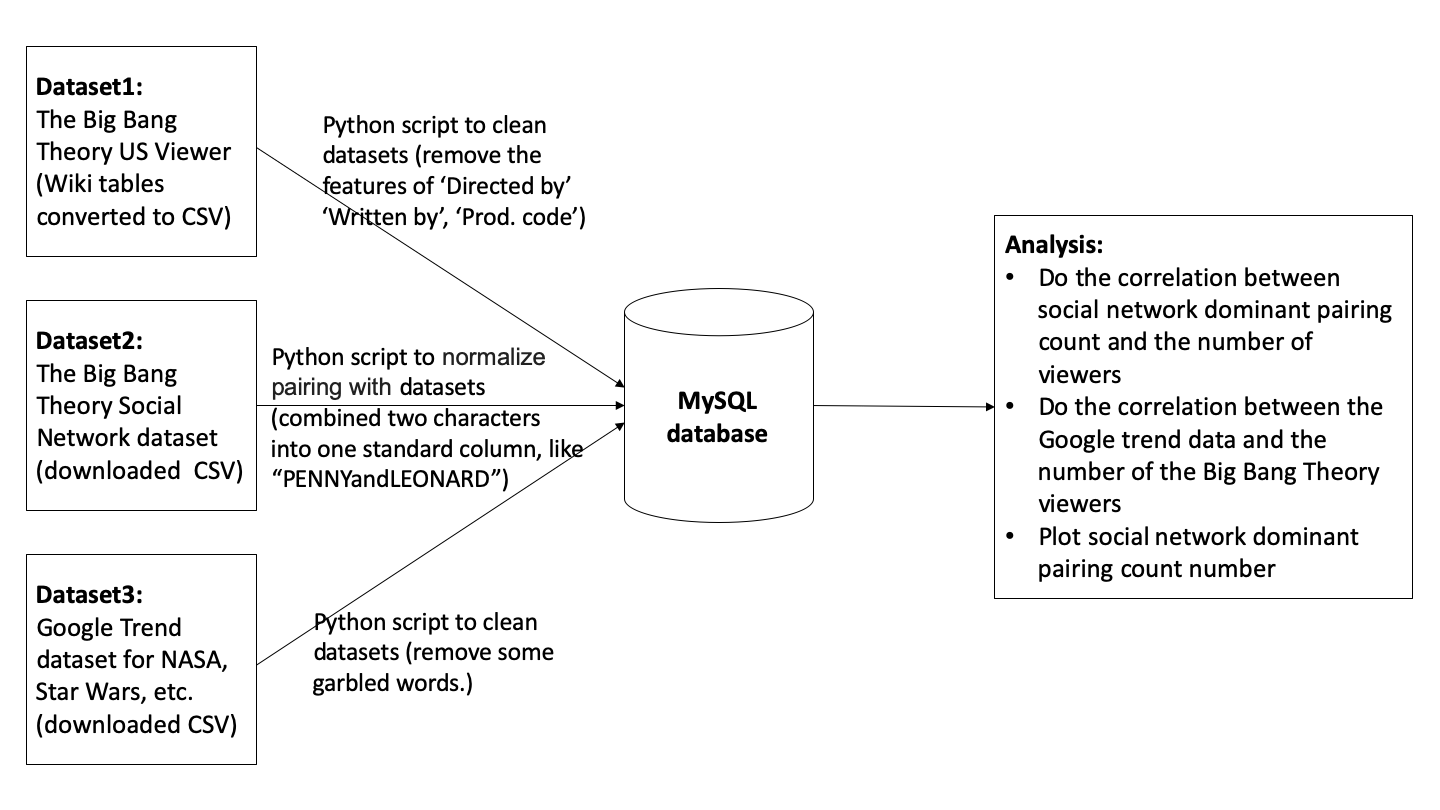 Dataset1:
The Big Bang
Theory US Viewer
(Wiki tables
converted to CSV)
Python script to clean
datasets (remove the
features of ‘Directed by’
‘Written by’, ‘Prod. code’)
Dataset2:
The Big Bang
Theory Social
Network dataset
(downloaded  CSV)
Python script to normalize
pairing with datasets
(combined two characters
into one standard column, like
“PENNYandLEONARD”)
Dataset3:
Google Trend
dataset for NASA,
Star Wars, etc.
(downloaded CSV)
Python script to clean
datasets (remove some
garbled words.)
MySQL
database
Analysis:
• Do the correlation between
social network dominant pairing
count and the number of
viewers
• Do the correlation between the
Google trend data and the
number of the Big Bang Theory
viewers
• Plot social network dominant
pairing count number